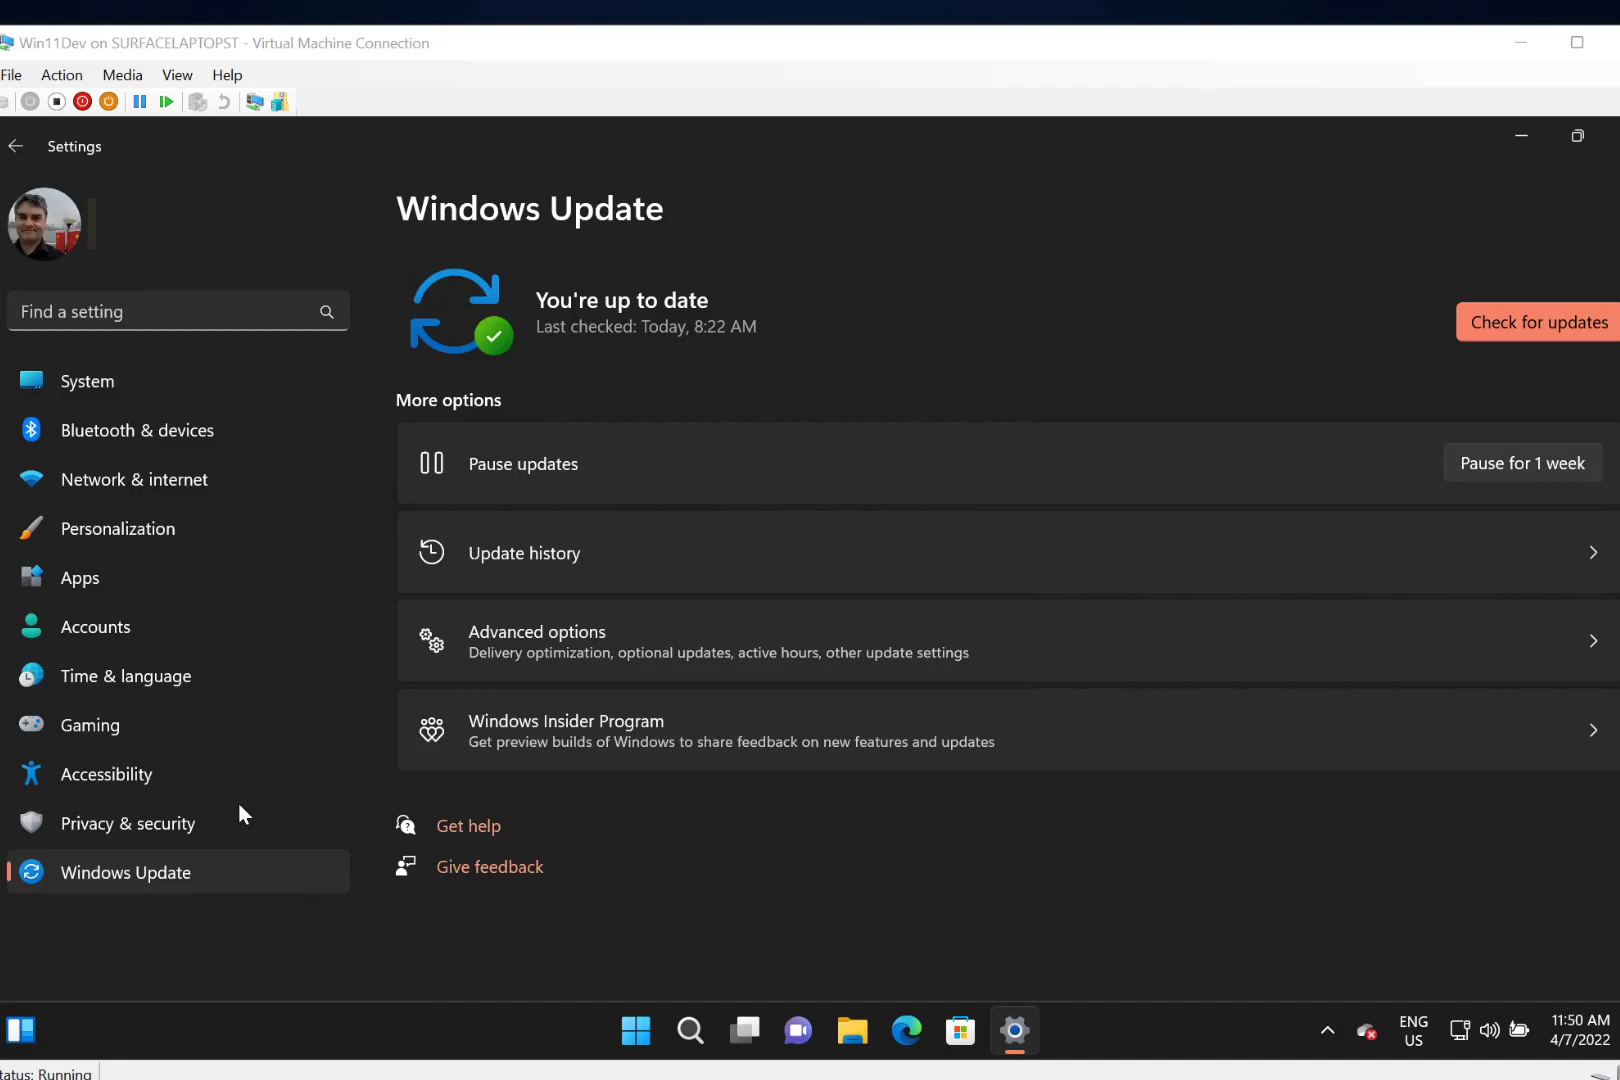 Win11Dev on SURFACELAPTOPST - Virtual Machine Connection
File Action Media View Help
Settings
Windows Update
You're up to date
Last checked: Today, 8:22 AM
Check for updates
Find a setting
More options
System
Bluetooth & devices
Network & internet
Personalization
Apps
Accounts
Time & language
Gaming
Accessibility
Privacy & security
Windows Update
Pause updates
Pause for 1 week
Update history
Advanced options
Delivery optimization, optional updates, active hours, other update settings
Windows Insider Program
Get preview builds of Windows to share feedback on new features and updates
Get help
Give feedback
ENG
US
11:50 AM
4/7/2022
tatus: Running